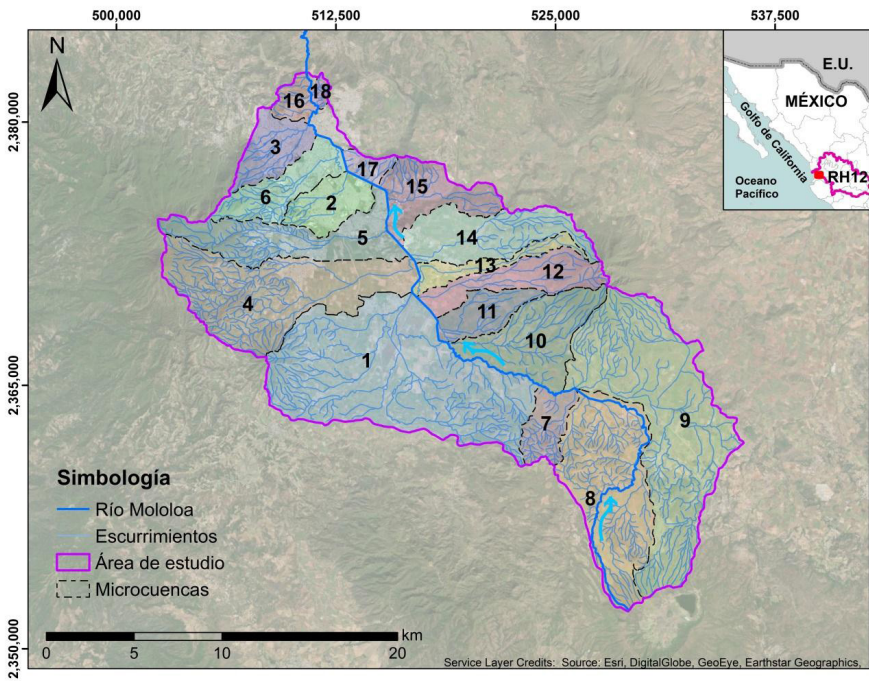 500,000
512,500
525,000
537,500
N
E.U.
MÉXICO
Golfo de California
Oceano
Pacífico
RH12
2,380,000
2,365,000
2,350,000
16
18
3
17
15
6
2
5
14
13
12
4
11
10
1
7
9
8
Simbología
Río Mololoa
Escurrimientos
Área de estudio
Microcuencas
0
5
10
20
km
Service Layer Credits: Source: Esri, DigitalGlobe, GeoEye, Earthstar Geographics,